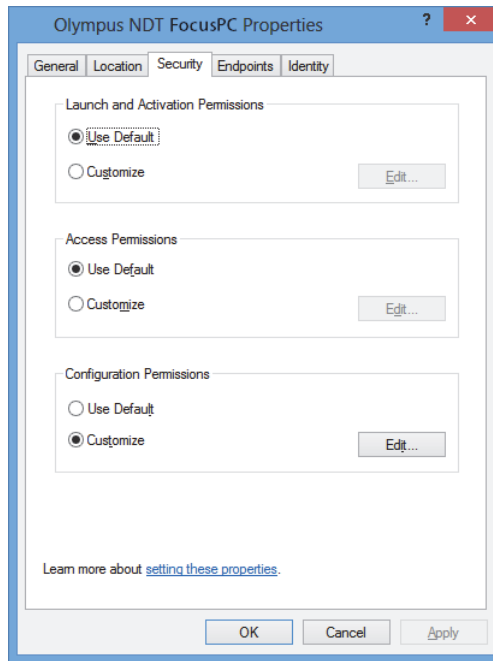 Olympus NDT FocusPC Properties ? ×
General Location Security Endpoints Identity
Launch and Activation Permissions
Use Default
Customize
Edit...
Access Permissions
Use Default
Customize
Edit...
Configuration Permissions
Use Default
Customize
Edit...
Learn more about setting these properties.
OK Cancel Apply